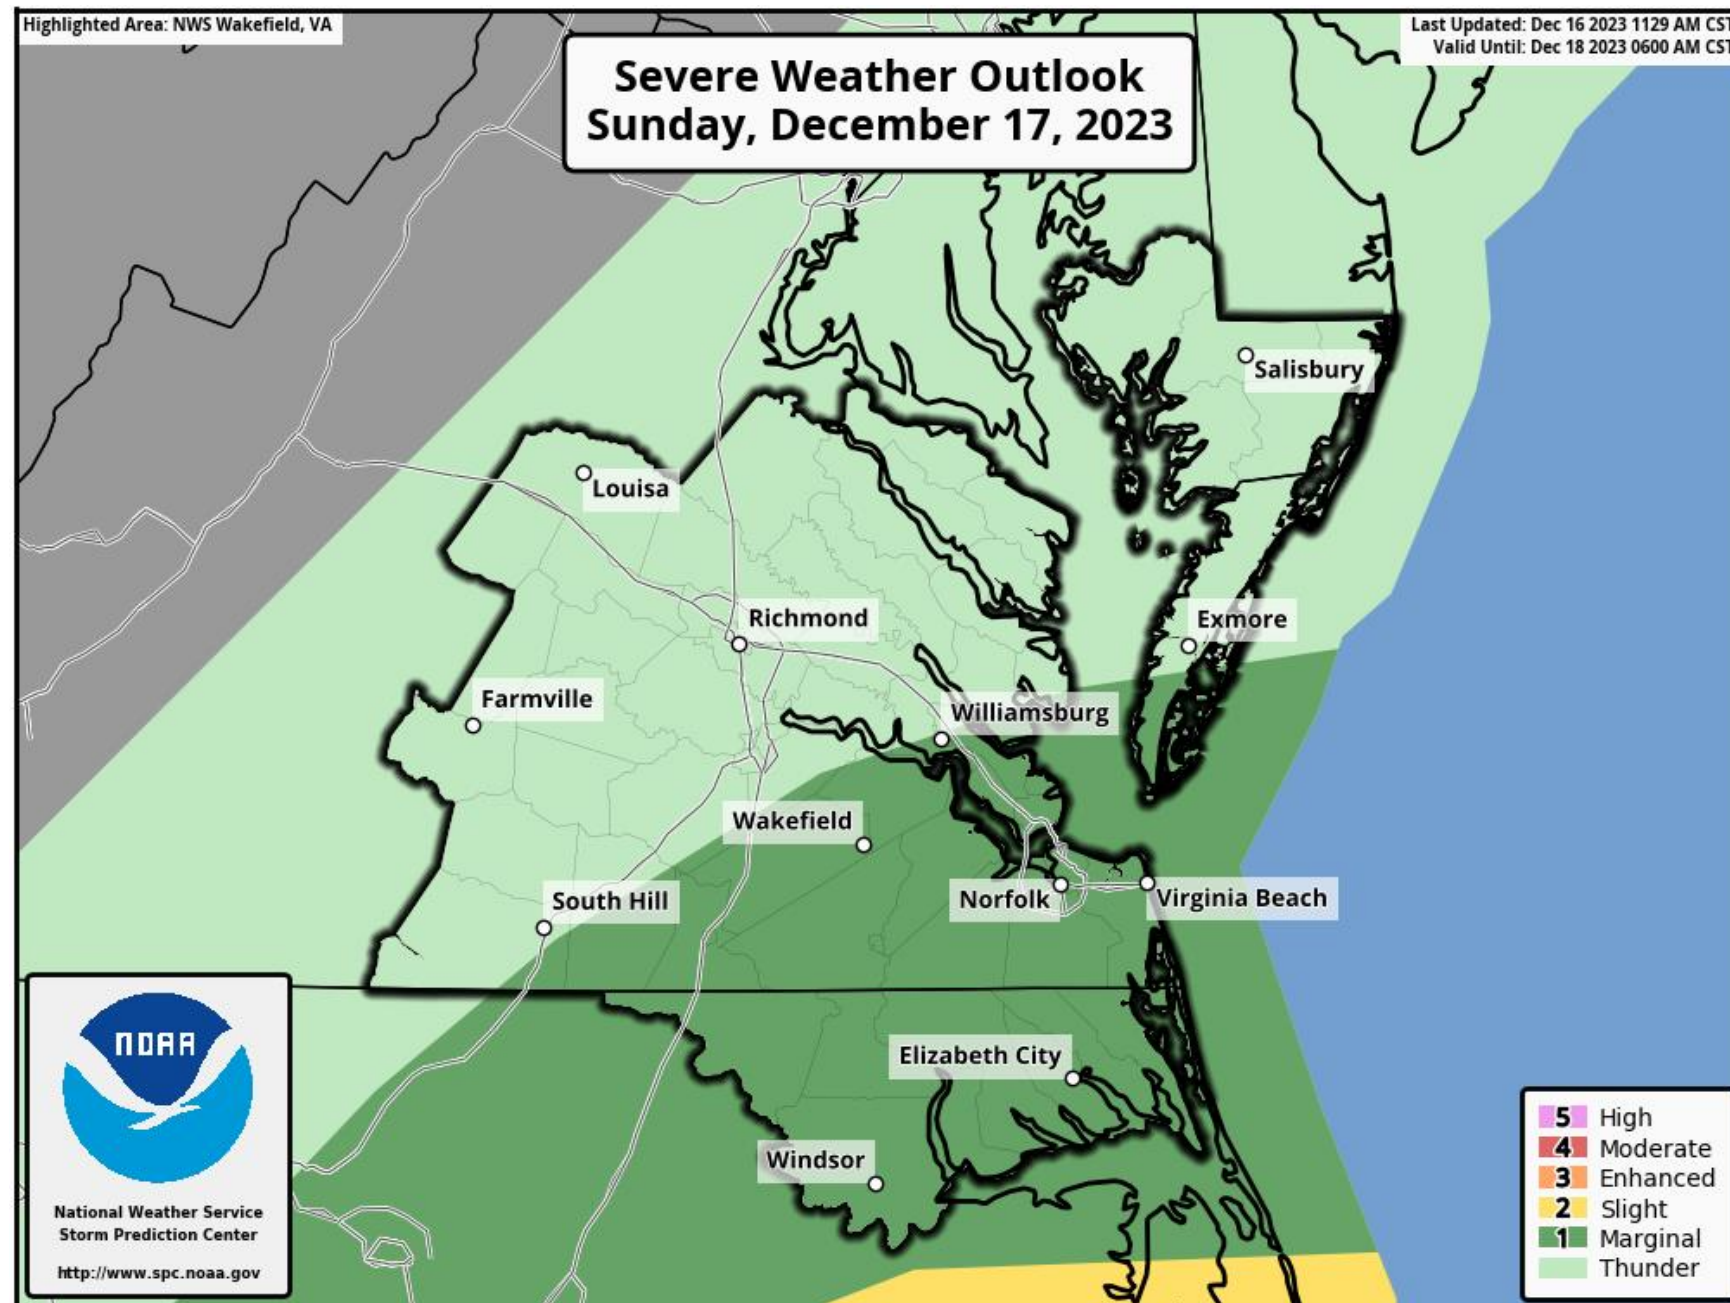 Highlighted Area: NWS Wakefield, VA
Last Updated: Dec 16 2023 1129 AM CST
Valid Until: Dec 18 2023 0600 AM CST
Severe Weather Outlook
Sunday, December 17, 2023
Salisbury
Louisa
Richmond
Exmore
Farmville
Williamsburg
Wakefield
South Hill
Norfolk
Virginia Beach
Elizabeth City
Windsor
NOAA
National Weather Service
Storm Prediction Center
http://www.spc.noaa.gov
5 High
4 Moderate
3 Enhanced
2 Slight
1 Marginal
Thunder